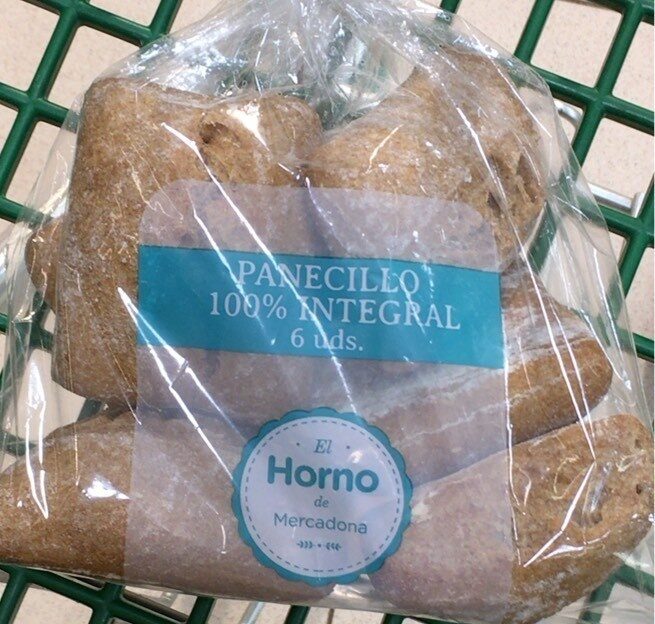 PANECILLO
100% INTEGRAL
6 uds.
El
Horno
de
Mercadona